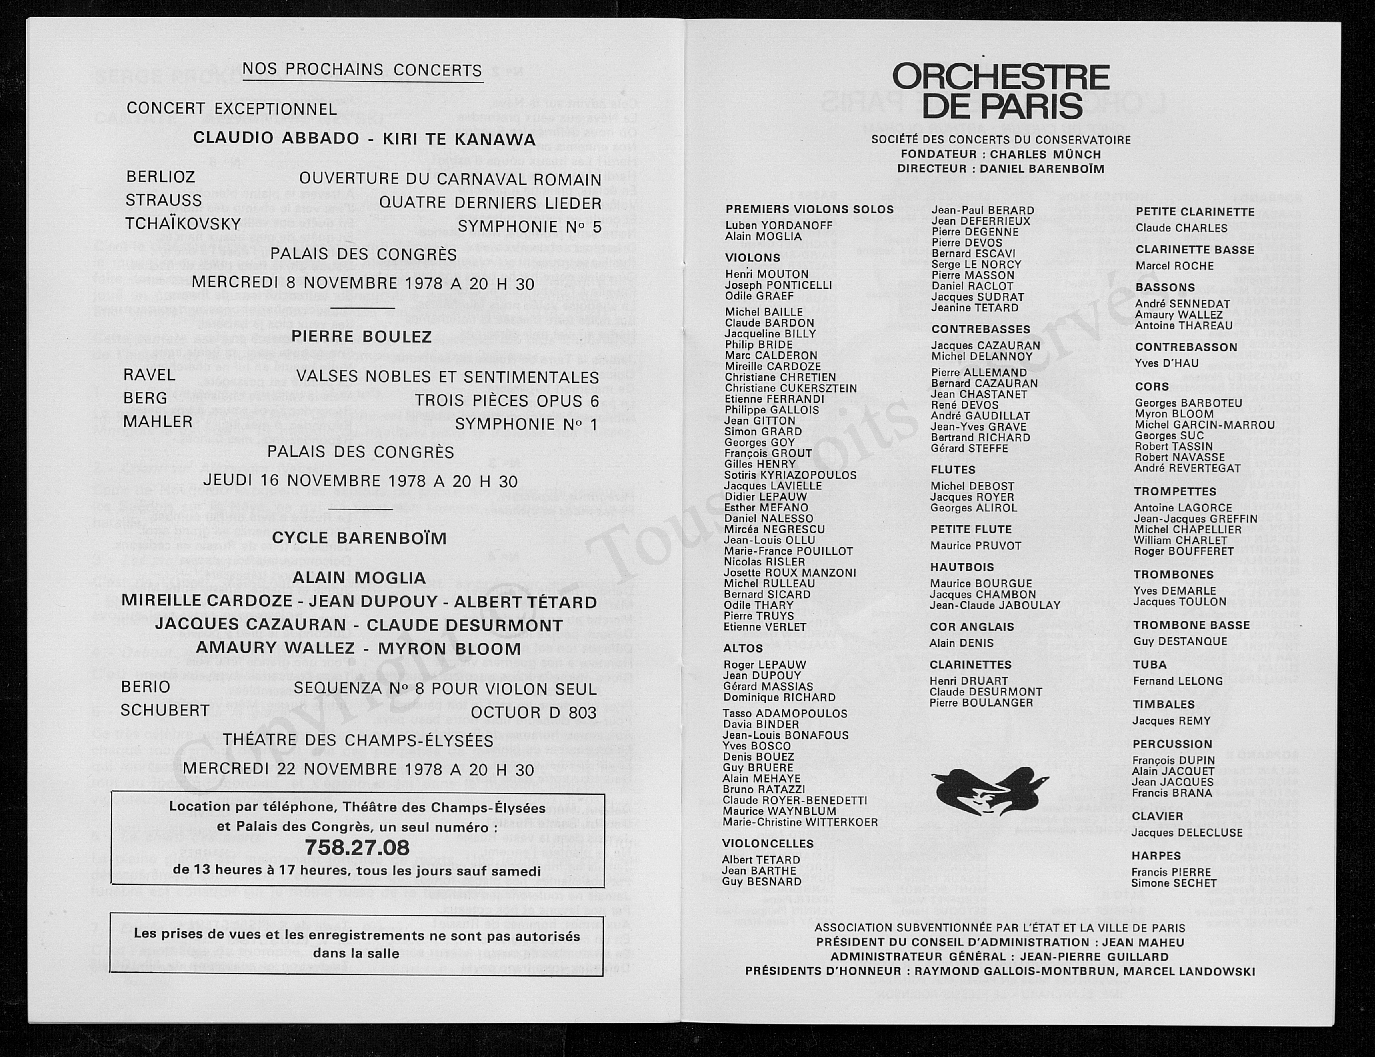 NOS PROCHAINS CONCERTS
CONCERT EXCEPTIONNEL
CLAUDIO ABBADO - KIRI TE KANAWA
BERLIOZ OUVERTURE DU CARNAVAL ROMAIN
STRAUSS QUATRE DERNIERS LIEDER
TCHAÏKOVSKY SYMPHONIE Nº 5
PALAIS DES CONGRÈS
MERCREDI 8 NOVEMBRE 1978 A 20 H 30
PIERRE BOULEZ
RAVEL VALSES NOBLES ET SENTIMENTALES
BERG TROIS PIÈCES OPUS 6
MAHLER SYMPHONIE Nº 1
PALAIS DES CONGRÈS
JEUDI 16 NOVEMBRE 1978 A 20 H 30
CYCLE BARENBOÏM
ALAIN MOGLIA
MIREILLE CARDOZE - JEAN DUPOUY - ALBERT TÉTARD
JACQUES CAZAURAN - CLAUDE DESURMONT
AMAURY WALLEZ - MYRON BLOOM
BERIO SEQUENZA Nº 8 POUR VIOLON SEUL
SCHUBERT OCTUOR D 803
THÉATRE DES CHAMPS-ÉLYSÉES
MERCREDI 22 NOVEMBRE 1978 A 20 H 30
Location par téléphone, Théâtre des Champs-Élysées
et Palais des Congrès, un seul numéro :
758.27.08
de 13 heures à 17 heures, tous les jours sauf samedi
Les prises de vues et les enregistrements ne sont pas autorisés
dans la salle
ORCHESTRE
DE PARIS
SOCIÉTÉ DES CONCERTS DU CONSERVATOIRE
FONDATEUR : CHARLES MÜNCH
DIRECTEUR : DANIEL BARENBOÏM
PREMIERS VIOLONS SOLOS
Luben YORDANOFF
Alain MOGLIA
VIOLONS
Henri MOUTON
Joseph PONTICELLI
Odile GRAEF
Michel BAILLE
Claude BARDON
Jacqueline BILLY
Philip BRIDE
Marc CALDERON
Mireille CARDOZE
Christiane CHRETIEN
Christiane CUKERSZTEIN
Etienne FERRANDI
Philippe GALLOIS
Jean GITTON
Simon GRARD
Georges GOY
François GROUT
Gilles HENRY
Sotiris KYRIAZOPOULOS
Jacques LAVIELLE
Didier LEPAUW
Esther MEFANO
Daniel NALESSO
Mircéa NEGRESCU
Jean-Louis OLLU
Marie-France POUILLOT
Nicolas RISLER
Josette ROUX MANZONI
Michel RULLEAU
Bernard SICARD
Odile THARY
Pierre TRUYS
Etienne VERLET
ALTOS
Roger LEPAUW
Jean DUPOUY
Gérard MASSIAS
Dominique RICHARD
Tasso ADAMOPOULOS
Davia BINDER
Jean-Louis BONAFOUS
Yves BOSCO
Denis BOUEZ
Guy BRUERE
Alain MEHAYE
Bruno RATAZZI
Claude ROYER-BENEDETTI
Maurice WAYNBLUM
Marie-Christine WITTERKOER
VIOLONCELLES
Albert TETARD
Jean BARTHE
Guy BESNARD
Jean-Paul BERARD
Jean DEFERRIEUX
Pierre DEGENNE
Pierre DEVOS
Bernard ESCAVI
Serge LE NORCY
Pierre MASSON
Daniel RACLOT
Jacques SUDRAT
Jeanine TETARD
CONTREBASSES
Jacques CAZAURAN
Michel DELANNOY
Pierre ALLEMAND
Bernard CAZAURAN
Jean CHASTANET
René DEVOS
André GAUDILLAT
Jean-Yves GRAVE
Bertrand RICHARD
Gérard STEFFE
FLUTES
Michel DEBOST
Jacques ROYER
Georges ALIROL
PETITE FLUTE
Maurice PRUVOT
HAUTBOIS
Maurice BOURGUE
Jacques CHAMBON
Jean-Claude JABOULAY
COR ANGLAIS
Alain DENIS
CLARINETTES
Henri DRUART
Claude DESURMONT
Pierre BOULANGER
PETITE CLARINETTE
Claude CHARLES
CLARINETTE BASSE
Marcel ROCHE
BASSONS
André SENNEDAT
Amaury WALLEZ
Antoine THAREAU
CONTREBASSON
Yves D'HAU
CORS
Georges BARBOTEU
Myron BLOOM
Michel GARCIN-MARROU
Georges SUC
Robert TASSIN
Robert NAVASSE
André REVERTEGAT
TROMPETTES
Antoine LAGORCE
Jean-Jacques GREFFIN
Michel CHAPELLIER
William CHARLET
Roger BOUFFERET
TROMBONES
Yves DEMARLE
Jacques TOULON
TROMBONE BASSE
Guy DESTANQUE
TUBA
Fernand LELONG
TIMBALES
Jacques REMY
PERCUSSION
François DUPIN
Alain JACQUET
Jean JACQUES
Francis BRANA
CLAVIER
Jacques DELECLUSE
HARPES
Francis PIERRE
Simone SECHET
ASSOCIATION SUBVENTIONNÉE PAR L'ÉTAT ET LA VILLE DE PARIS
PRÉSIDENT DU CONSEIL D'ADMINISTRATION : JEAN MAHEU
ADMINISTRATEUR GÉNÉRAL : JEAN-PIERRE GUILLARD
PRÉSIDENTS D'HONNEUR : RAYMOND GALLOIS-MONTBRUN, MARCEL LANDOWSKI
Copyright © - Tous droits réservés